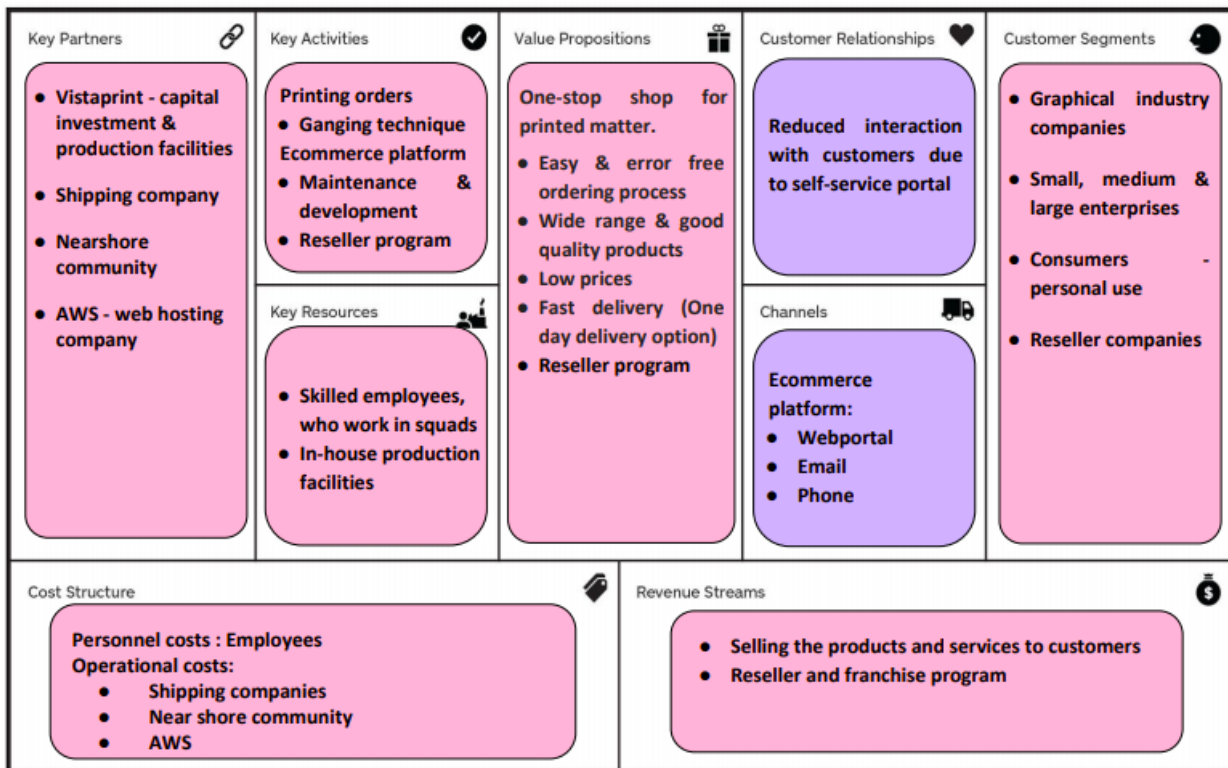 Key Partners
● Vistaprint - capital
investment &
production facilities
● Shipping company
● Nearshore
community
● AWS - web hosting
company
Key Activities
Printing orders
● Ganging technique
Ecommerce platform
● Maintenance &
development
● Reseller program
Key Resources
● Skilled employees,
who work in squads
● In-house production
facilities
Value Propositions
One-stop shop for
printed matter.
● Easy & error free
ordering process
● Wide range & good
quality products
● Low prices
● Fast delivery (One
day delivery option)
● Reseller program
Customer Relationships
Reduced interaction
with customers due
to self-service portal
Channels
Ecommerce
platform:
● Webportal
● Email
● Phone
Customer Segments
● Graphical industry
companies
● Small, medium &
large enterprises
● Consumers -
personal use
● Reseller companies
Cost Structure
Personnel costs : Employees
Operational costs:
● Shipping companies
● Near shore community
● AWS
Revenue Streams
$
● Selling the products and services to customers
● Reseller and franchise program